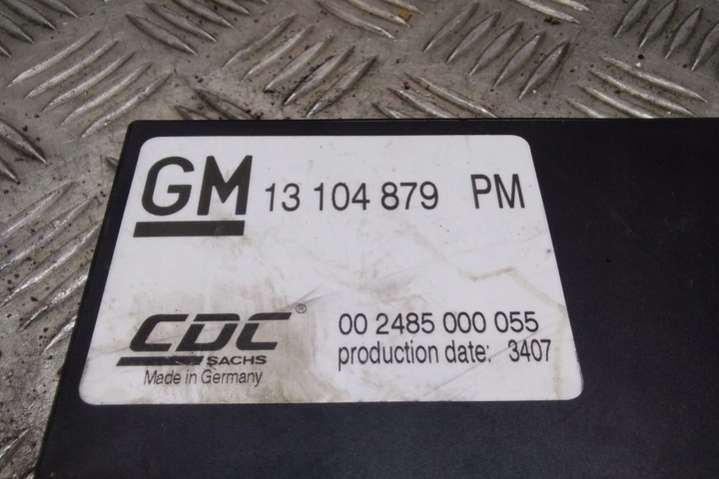 GM 13 104 879 PM
CDC® 00 2485 000 055
SACHS production date: 3407
Made in Germany